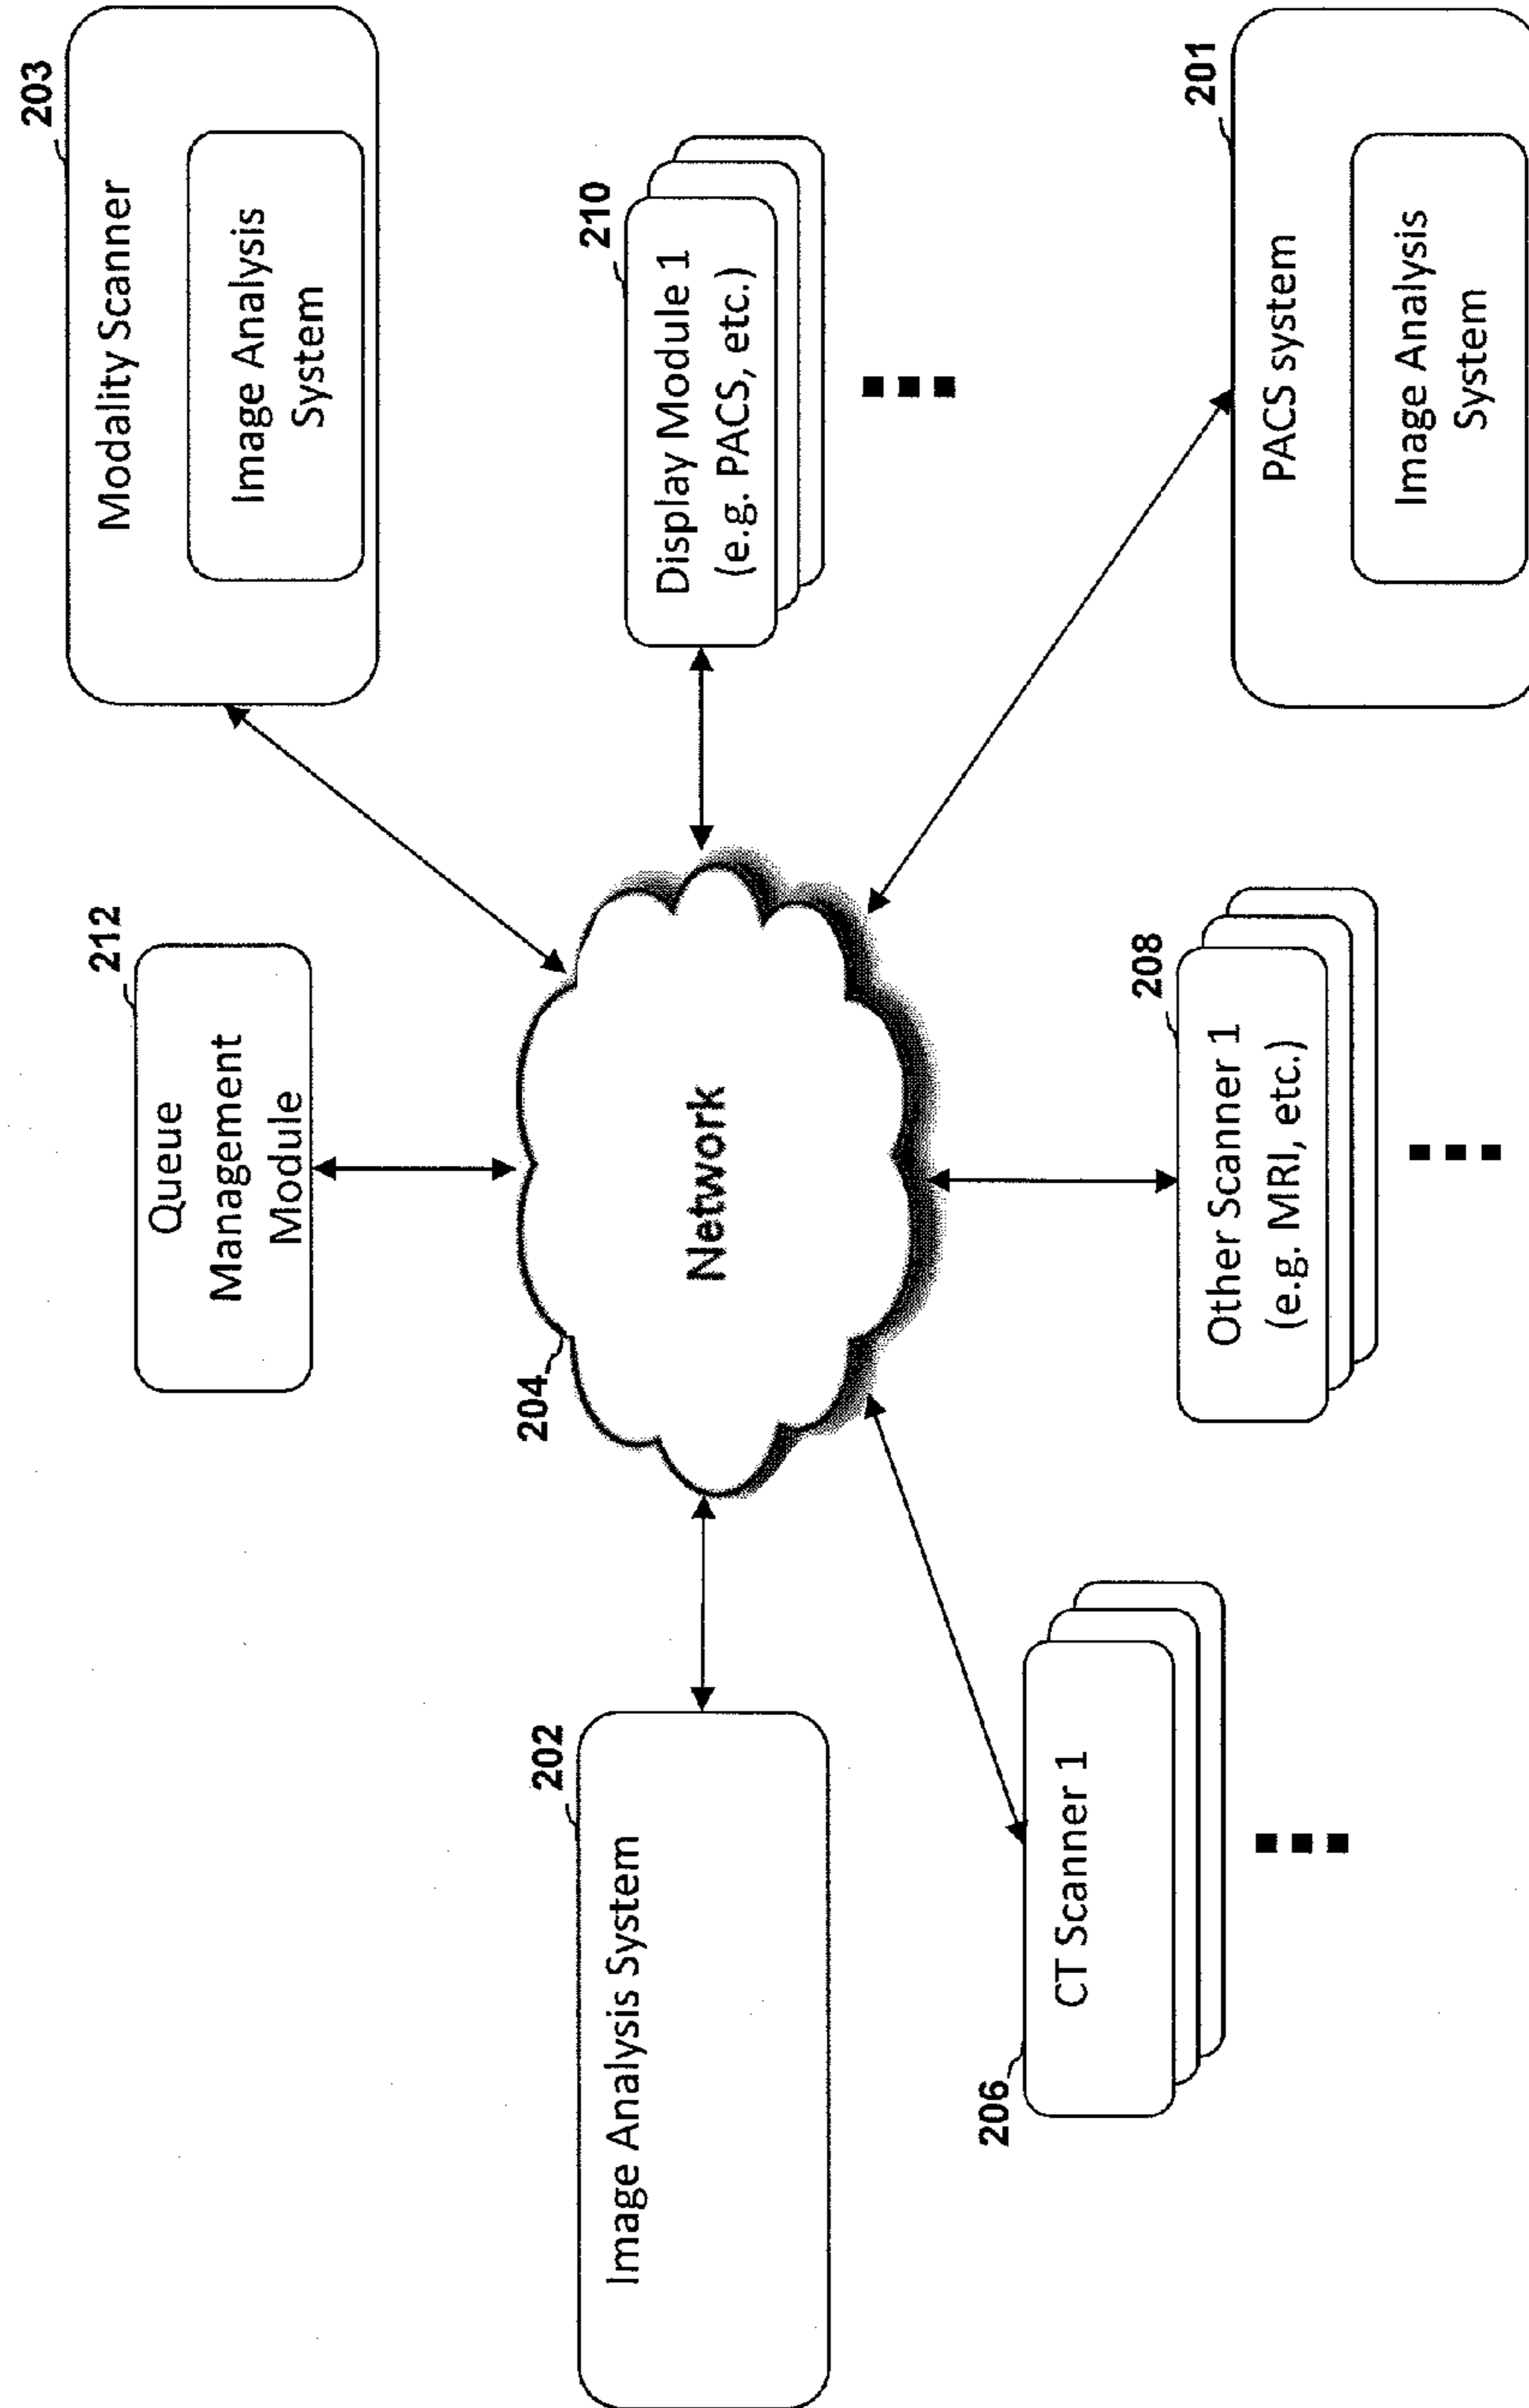 203
Modality Scanner
Image Analysis
System
212
Queue
Management
Module
210
Display Module 1
(e.g. PACS, etc.)
204
Network
202
Image Analysis System
206
CT Scanner 1
208
Other Scanner 1
(e.g. MRI, etc.)
201
PACS system
Image Analysis
System